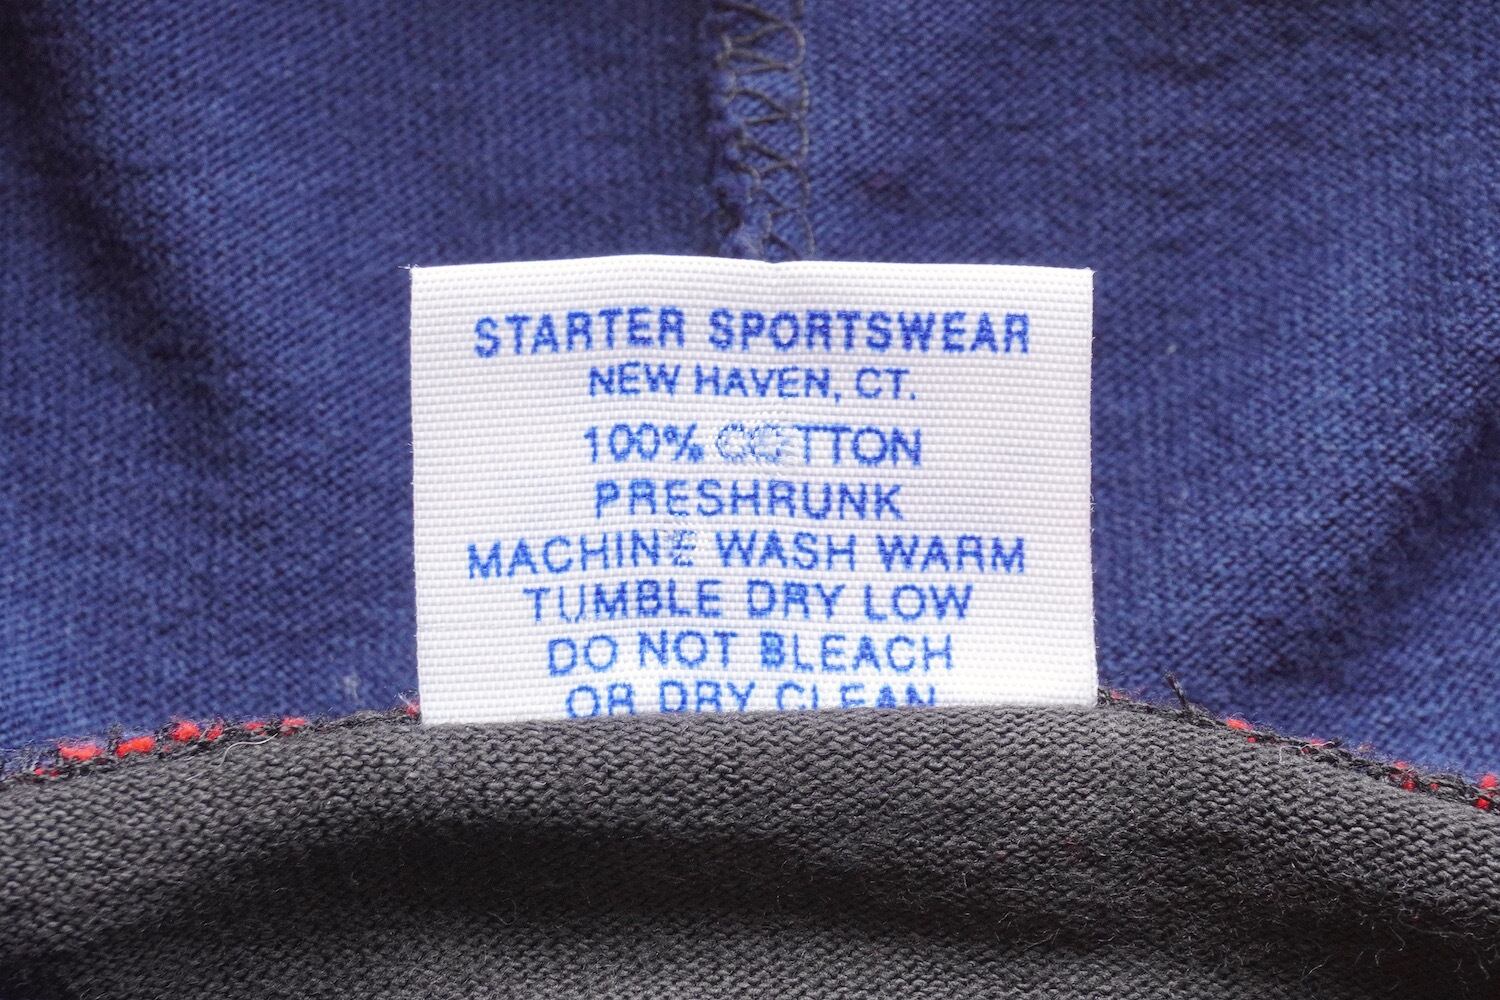 STARTER SPORTSWEAR
NEW HAVEN, CT.
100% COTTON
PRESHRUNK
MACHINE WASH WARM
TUMBLE DRY LOW
DO NOT BLEACH
OR DRY CLEAN